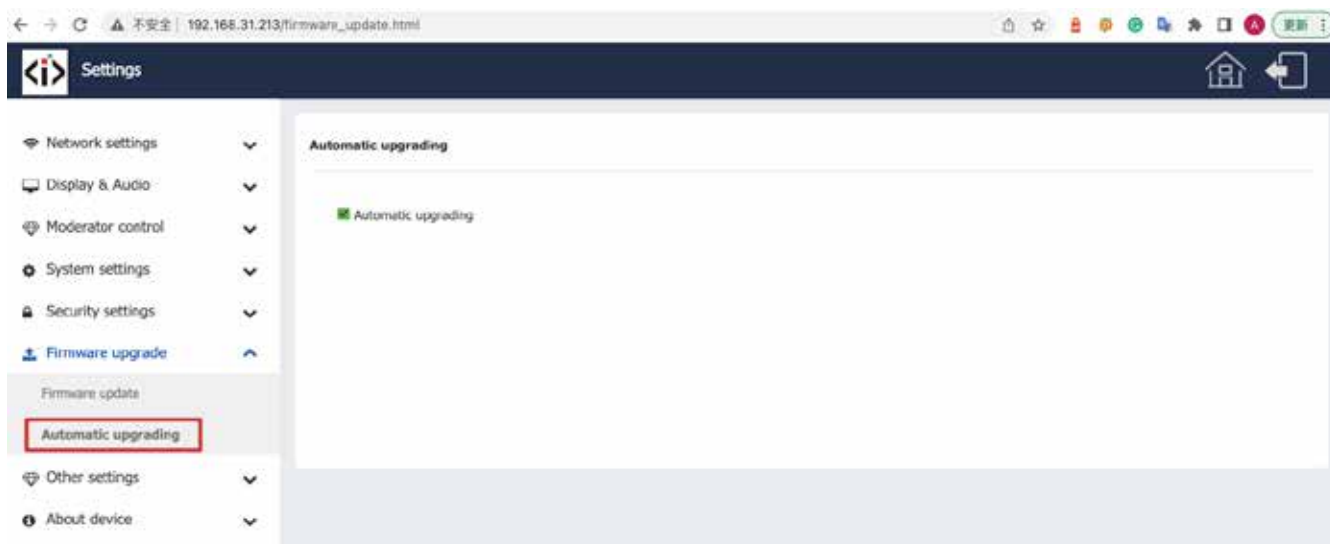 不安全 | 192.168.31.213/firmware_update.html
A 更新
<i> Settings
Network settings
Automatic upgrading
Display & Audio
Automatic upgrading
Moderator control
System settings
Security settings
Firmware upgrade
Firmware update
Automatic upgrading
Other settings
About device